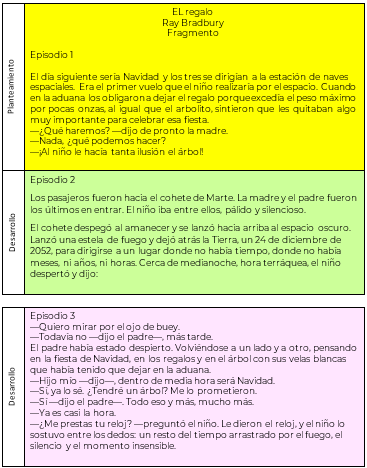 EL regalo
Ray Bradbury
Fragmento
Planteamiento
Episodio 1
El día siguiente sería Navidad y los tres se dirigían a la estación de naves
espaciales. Era el primer vuelo que el niño realizaría por el espacio. Cuando
en la aduana los obligaron a dejar el regalo porque excedía el peso máximo
por pocas onzas, al igual que el arbolito, sintieron que les quitaban algo
muy importante para celebrar esa fiesta.
—¿Qué haremos? —dijo de pronto la madre.
—Nada, ¿qué podemos hacer?
—¡Al niño le hacía tanta ilusión el árbol!
Desarrollo
Episodio 2
Los pasajeros fueron hacia el cohete de Marte. La madre y el padre fueron
los últimos en entrar. El niño iba entre ellos, pálido y silencioso.
El cohete despegó al amanecer y se lanzó hacia arriba al espacio oscuro.
Lanzó una estela de fuego y dejó atrás la Tierra, un 24 de diciembre de
2052, para dirigirse a un lugar donde no había tiempo, donde no había
meses, ni años, ni horas. Cerca de medianoche, hora terráquea, el niño
despertó y dijo:
Desarrollo
Episodio 3
—Quiero mirar por el ojo de buey.
—Todavía no —dijo el padre—, más tarde.
El padre había estado despierto. Volviéndose a un lado y a otro, pensando
en la fiesta de Navidad, en los regalos y en el árbol con sus velas blancas
que había tenido que dejar en la aduana.
—Hijo mío —dijo—, dentro de media hora será Navidad.
—Sí, ya lo sé. ¿Tendré un árbol? Me lo prometieron.
—Sí —dijo el padre—. Todo eso y más, mucho más.
—Ya es casi la hora.
—¿Me prestas tu reloj? —preguntó el niño. Le dieron el reloj, y el niño lo
sostuvo entre los dedos: un resto del tiempo arrastrado por el fuego, el
silencio y el momento insensible.